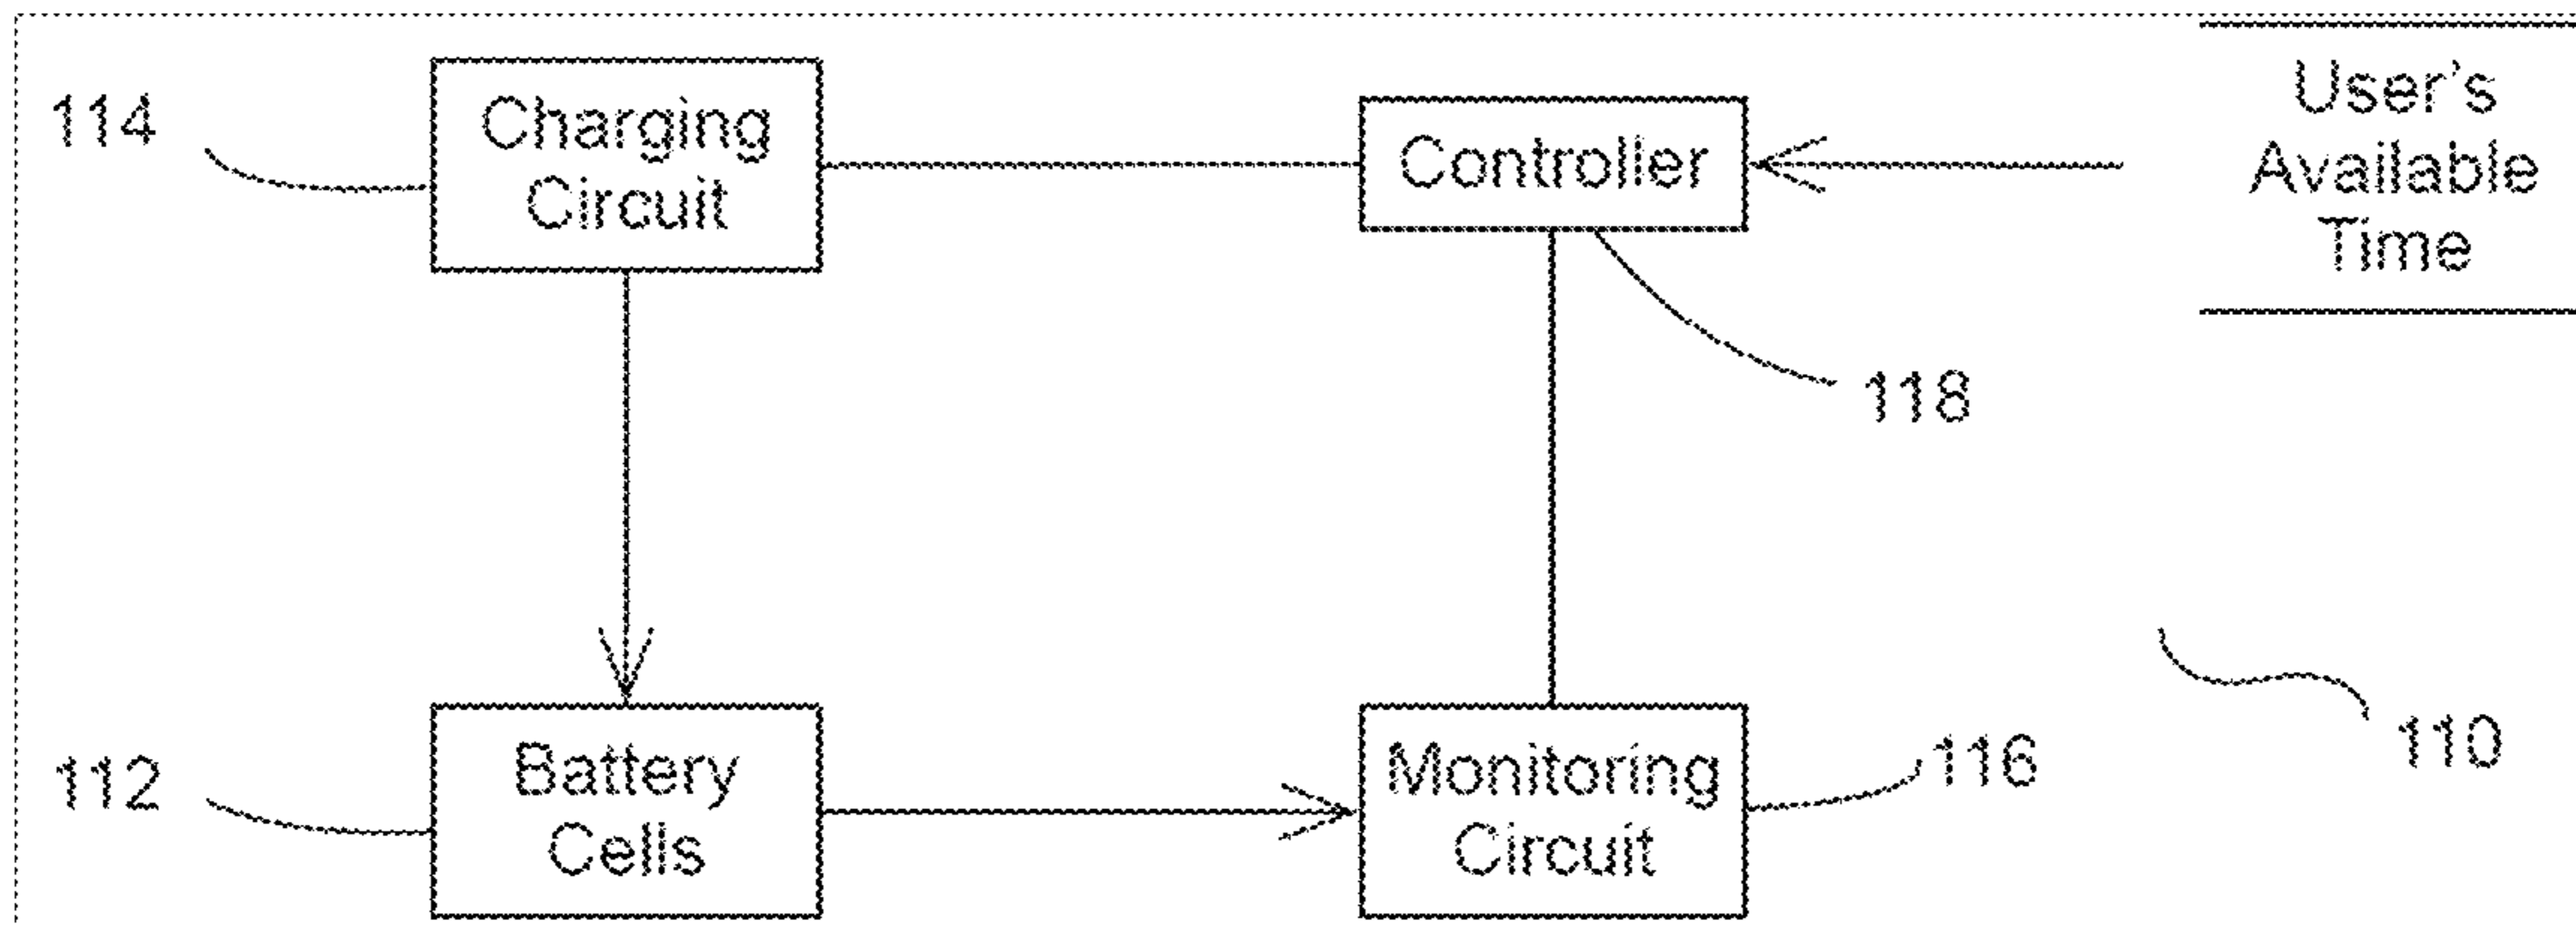 114
Charging
Circuit
Controller
User's
Available
Time
118
112
Battery
Cells
Monitoring
Circuit
116
110